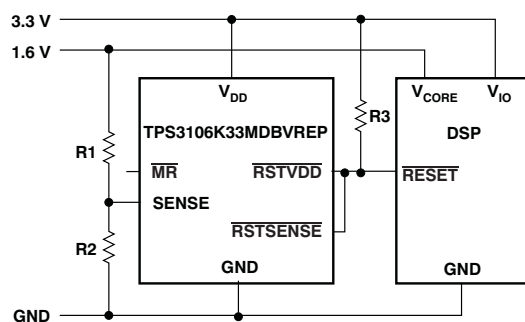 3.3 V
1.6 V
VDD
VCORE VIO
TPS3106K33MDBVREP
R3
DSP
R1
MR
RSTVDD
RESET
SENSE
RSTSENSE
R2
GND
GND
GND